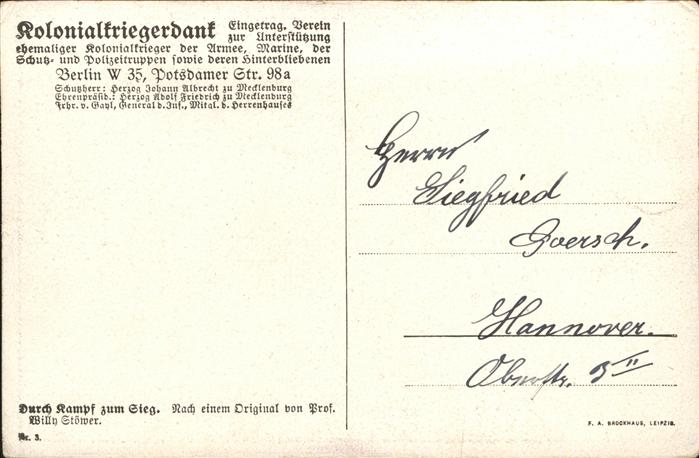 Kolonialkriegerdank Eingetrag. Verein
zur Unterstützung
ehemaliger Kolonialkrieger der Armee, Marine, der
Schutz- und Polizeitruppen sowie deren Hinterbliebenen
Berlin W 35, Potsdamer Str. 98a
Schutzherr: Herzog Johann Albrecht zu Mecklenburg
Ehrenpräsid.: Herzog Adolf Friedrich zu Mecklenburg
Frhr. v. Gayl, General d. Inf., Mitgl. d. Herrenhauses
Herrn
Siegfried
Goersch.
Hannover.
Oberstr. 5 II
Durch Kampf zum Sieg. Nach einem Original von Prof.
Willy Stöwer.
Nr. 3.
F. A. BROCKHAUS, LEIPZIG.